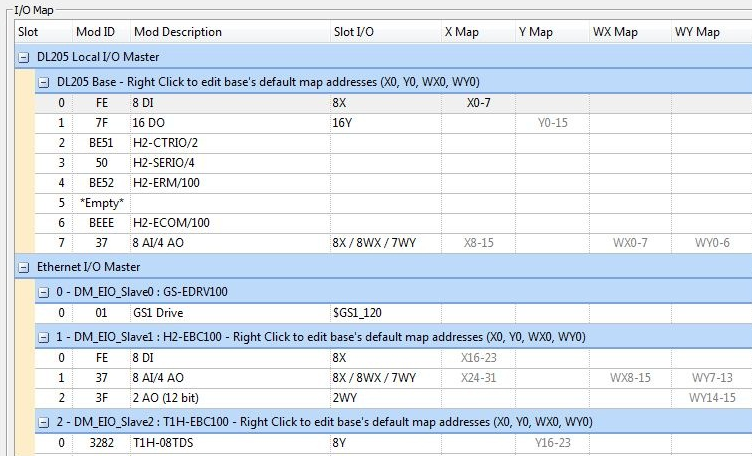 I/O Map
Slot Mod ID Mod Description Slot I/O X Map Y Map WX Map WY Map
DL205 Local I/O Master
DL205 Base - Right Click to edit base's default map addresses (X0, Y0, WX0, WY0)
0 FE 8 DI 8X X0-7
1 7F 16 DO 16Y Y0-15
2 BE51 H2-CTRIO/2
3 50 H2-SERIO/4
4 BE52 H2-ERM/100
5 *Empty*
6 BEEE H2-ECOM/100
7 37 8 AI/4 AO 8X / 8WX / 7WY X8-15 WX0-7 WY0-6
Ethernet I/O Master
0 - DM_EIO_Slave0 : GS-EDRV100
0 01 GS1 Drive $GS1_120
1 - DM_EIO_Slave1 : H2-EBC100 - Right Click to edit base's default map addresses (X0, Y0, WX0, WY0)
0 FE 8 DI 8X X16-23
1 37 8 AI/4 AO 8X / 8WX / 7WY X24-31 WX8-15 WY7-13
2 3F 2 AO (12 bit) 2WY WY14-15
2 - DM_EIO_Slave2 : T1H-EBC100 - Right Click to edit base's default map addresses (X0, Y0, WX0, WY0)
0 3282 T1H-08TDS 8Y Y16-23